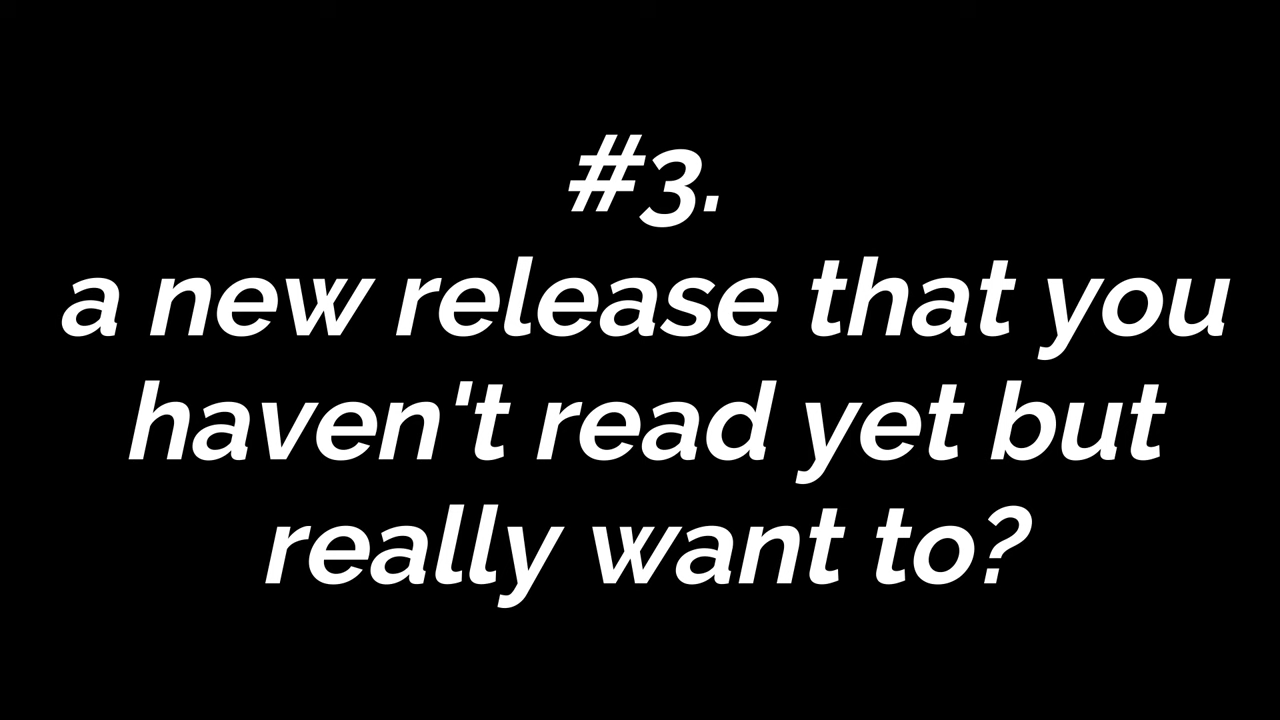 #3.
a new release that you
haven't read yet but
really want to?